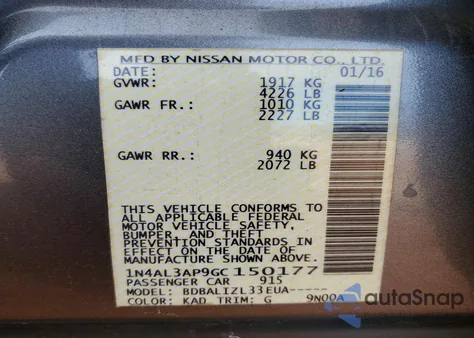 MFD BY NISSAN MOTOR CO., LTD.
DATE: 01/16
GVWR: 1917 KG
4226 LB
GAWR FR.: 1010 KG
2227 LB
GAWR RR.: 940 KG
2072 LB
THIS VEHICLE CONFORMS TO
ALL APPLICABLE FEDERAL
MOTOR VEHICLE SAFETY,
BUMPER, AND THEFT
PREVENTION STANDARDS
IN EFFECT ON THE DATE OF
MANUFACTURE SHOWN ABOVE.
1N4AL3AP9GC150177
PASSENGER CAR 915
MODEL: BDBALIZL33EUA-----
COLOR: KAD TRIM: G 9N00A
autoSnap